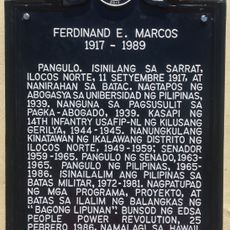 FERDINAND E. MARCOS
1917 - 1989
PANGULO. ISINILANG SA SARRAT,
ILOCOS NORTE, 11 SETYEMBRE 1917, AT
NANIRAHAN SA BATAC. NAGTAPOS NG
ABOGASYA SA UNIBERSIDAD NG PILIPINAS,
1939. NANGUNA SA PAGSUSULIT SA
PAGKA-ABOGADO, 1939. KASAPI NG
14TH INFANTRY USAFIP-NL NG KILUSANG
GERILYA, 1944-1945. NANUNGKULANG
KINATAWAN NG IKALAWANG DISTRITO NG
ILOCOS NORTE, 1949-1959; SENADOR
1959-1965. PANGULO NG SENADO, 1963-
1965. PANGULO NG PILIPINAS, 1965-
1986. ISINAILALIM ANG PILIPINAS SA
BATAS MILITAR, 1972-1981. NAGPATUPAD
NG MGA PROGRAMA, PROYEKTO, AT
BATAS SA ILALIM NG BALANGKAS NG
"BAGONG LIPUNAN." BUNSOD NG EDSA
PEOPLE POWER REVOLUTION, 25
PEBRERO 1986, NAMALAGI SA HAWAII,